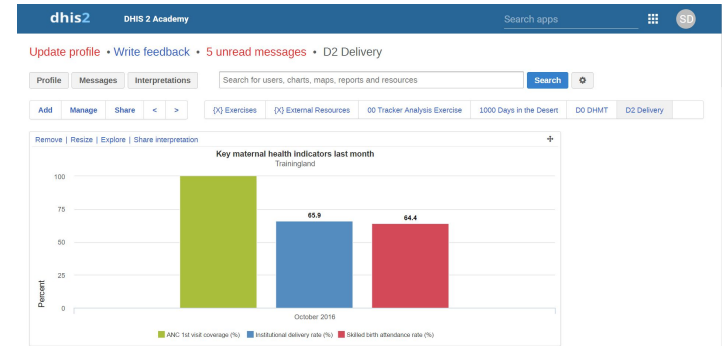 dhis2 DHIS 2 Academy Search apps SD
Update profile • Write feedback • 5 unread messages • D2 Delivery
Profile Messages Interpretations Search for users, charts, maps, reports and resources Search
Add Manage Share < > {X} Exercises {X} External Resources 00 Tracker Analysis Exercise 1000 Days in the Desert D0 DHMT D2 Delivery
Remove | Resize | Explore | Share interpretation
Key maternal health indicators last month
Trainingland
100
75
50
25
0
Percent
65.9
64.4
October 2016
ANC 1st visit coverage (%) Institutional delivery rate (%) Skilled birth attendance rate (%)